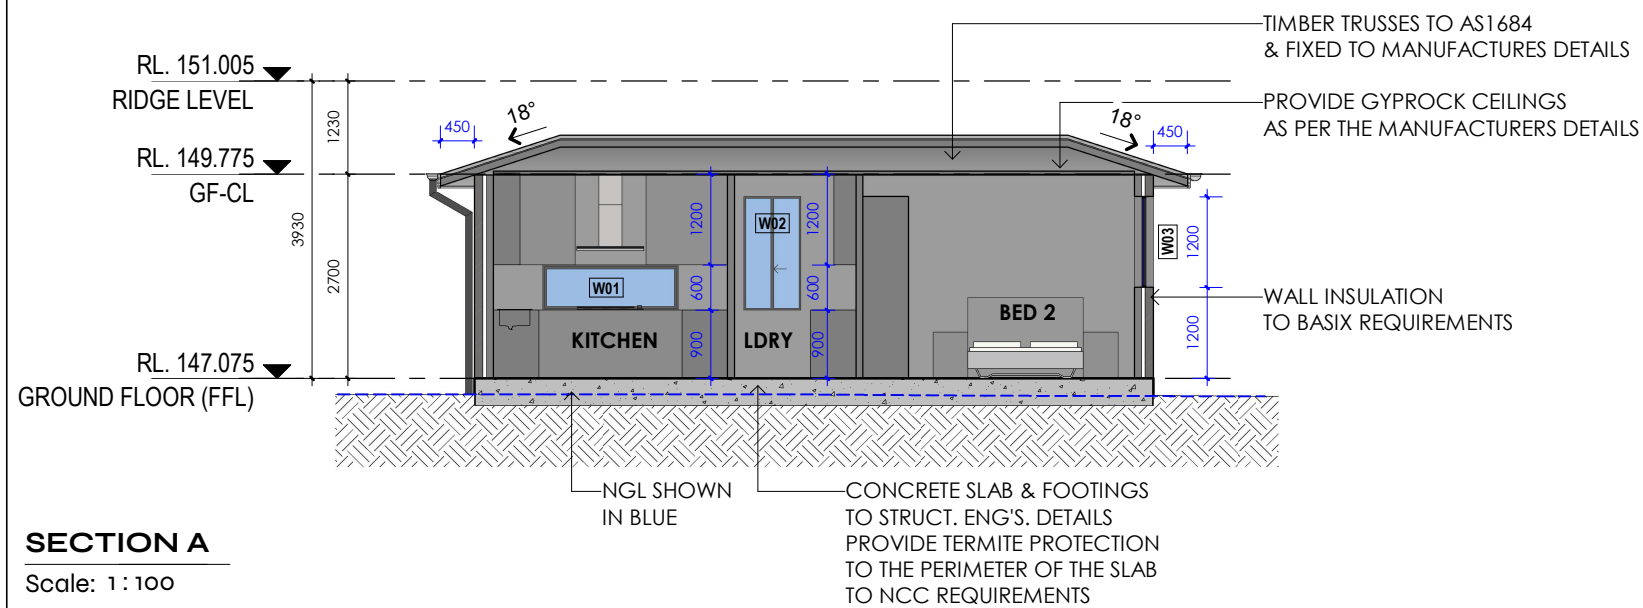 TIMBER TRUSSES TO AS1684
& FIXED TO MANUFACTURES DETAILS
RL. 151.005
RIDGE LEVEL
PROVIDE GYPROCK CEILINGS
AS PER THE MANUFACTURERS DETAILS
18°
18°
450
450
1230
RL. 149.775
GF-CL
3930
2700
1200
W02
1200
W03
1200
W01
600
600
WALL INSULATION
TO BASIX REQUIREMENTS
BED 2
KITCHEN
900
LDRY
900
1200
RL. 147.075
GROUND FLOOR (FFL)
NGL SHOWN
IN BLUE
CONCRETE SLAB & FOOTINGS
TO STRUCT. ENG'S. DETAILS
PROVIDE TERMITE PROTECTION
TO THE PERIMETER OF THE SLAB
TO NCC REQUIREMENTS
SECTION A
Scale: 1:100